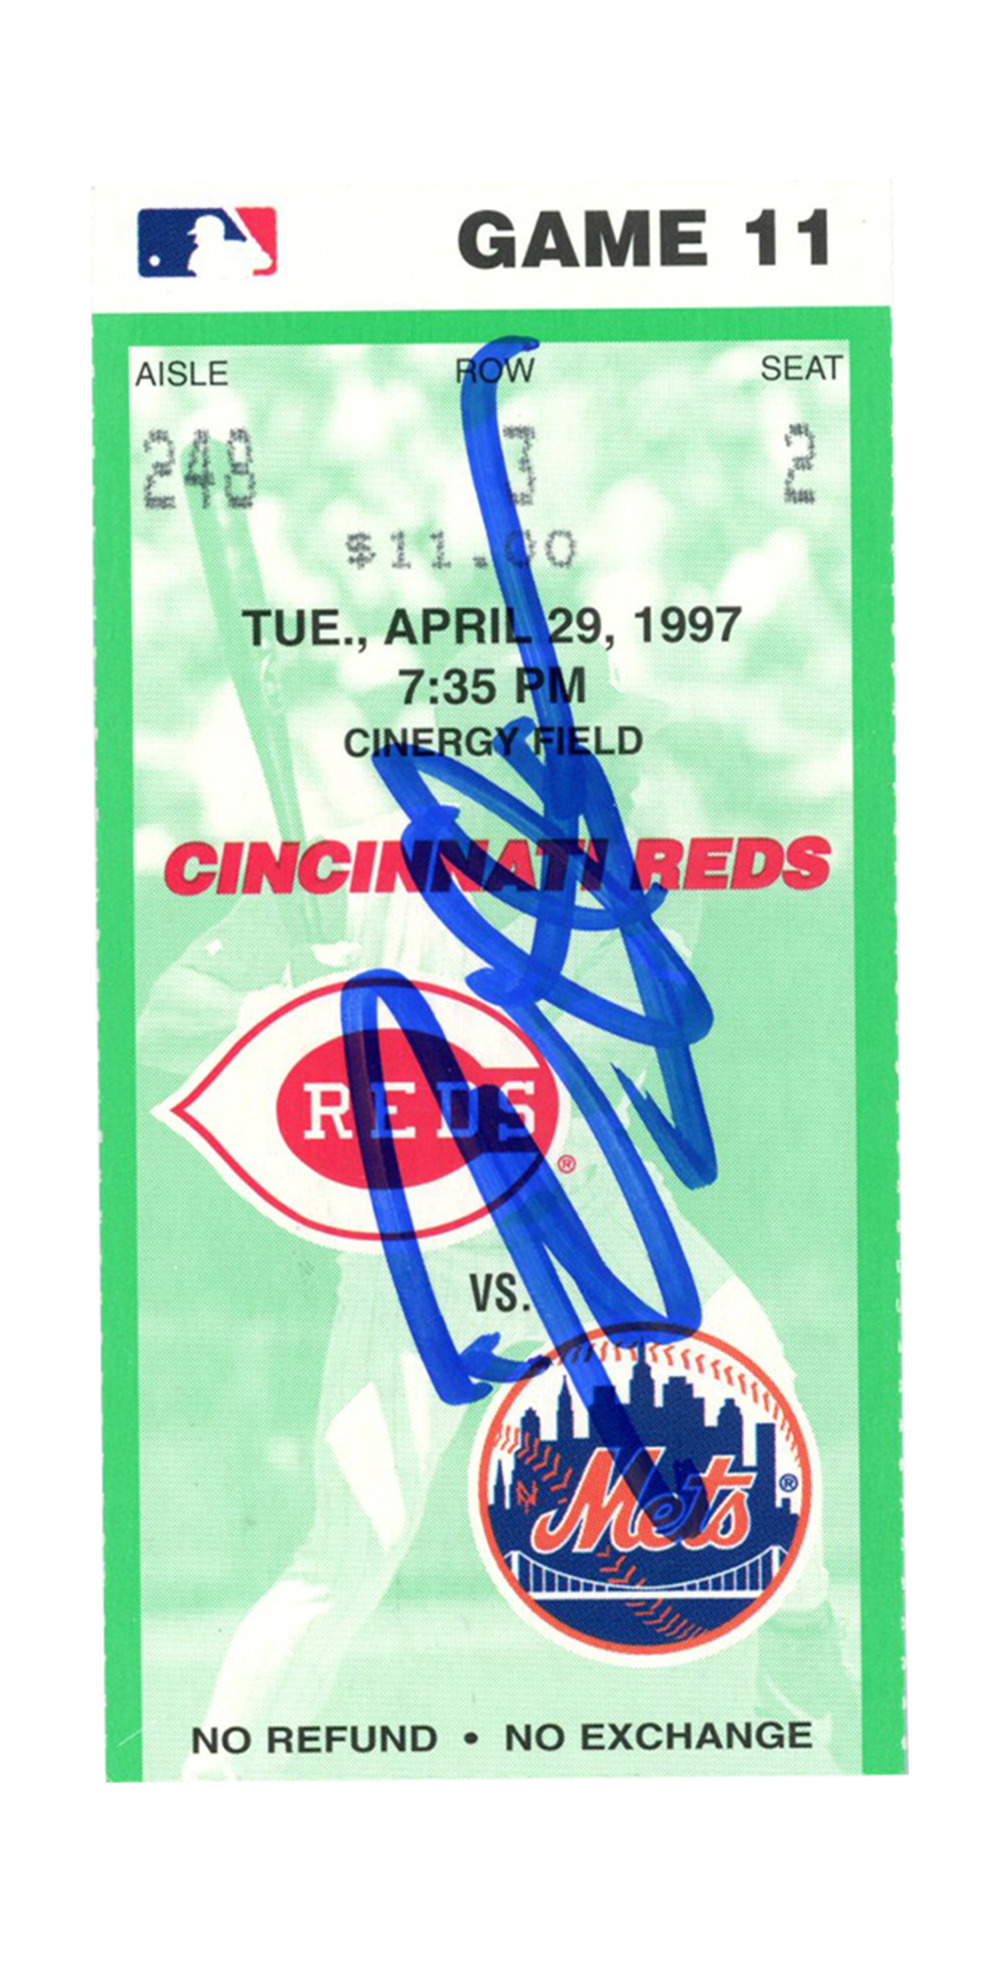 GAME 11
AISLE ROW SEAT
248 2
$11.00
TUE., APRIL 29, 1997
7:35 PM
CINERGY FIELD
CINCINNATI REDS
REDS ®
VS.
Mets ®
NY
NO REFUND • NO EXCHANGE